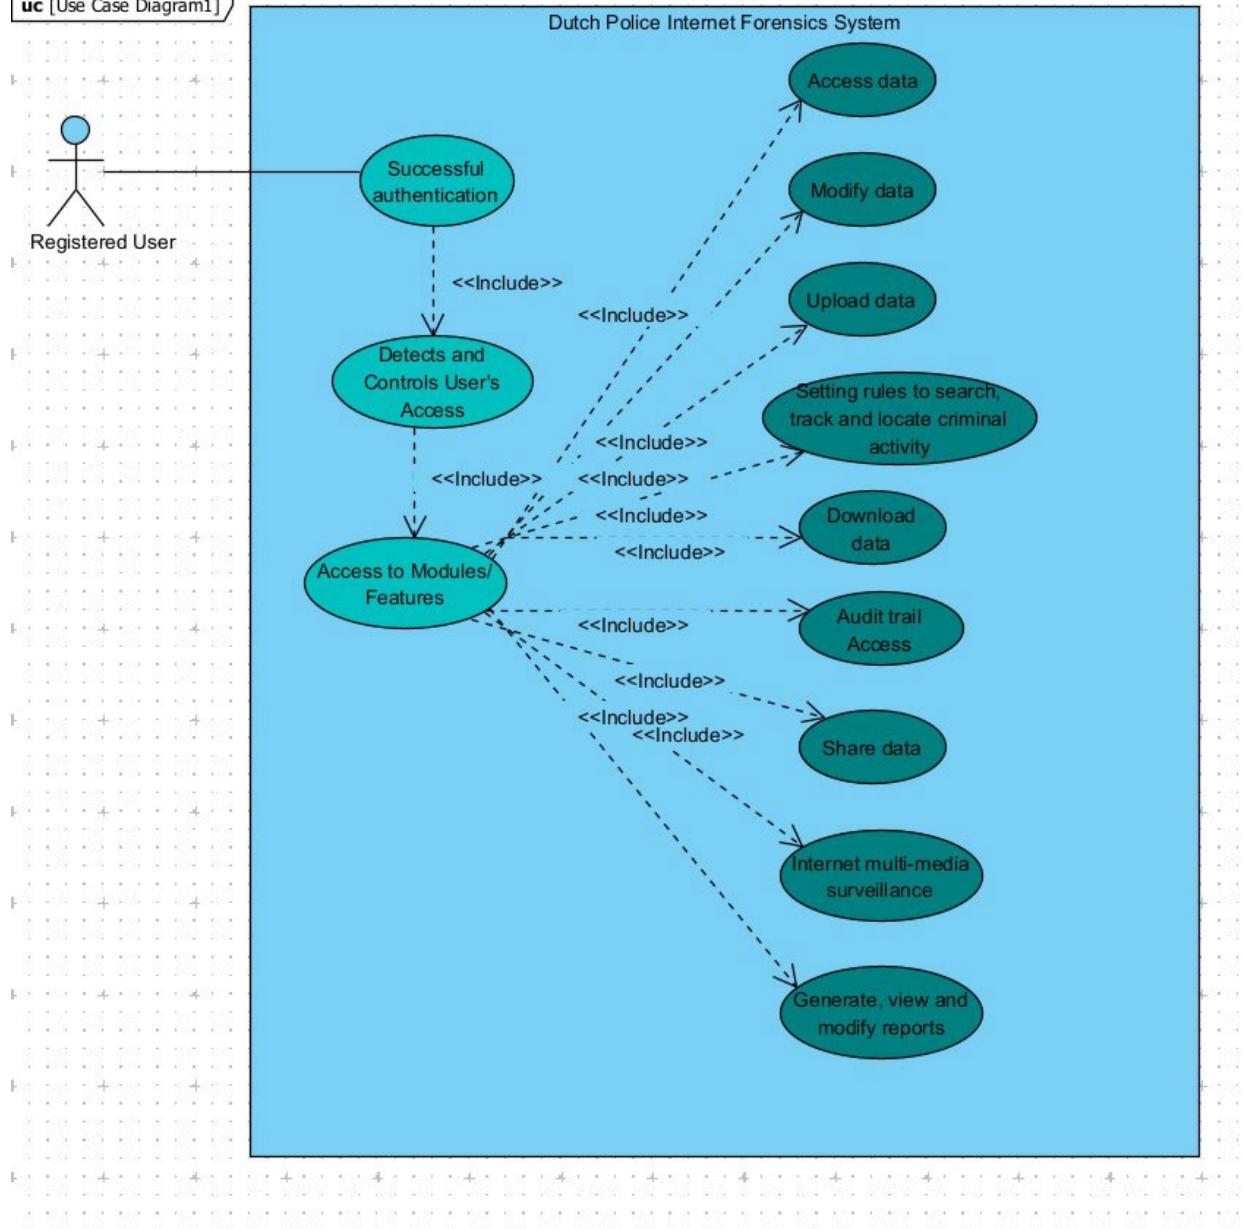 uc [Use Case Diagram1]
Dutch Police Internet Forensics System
Access data
Successful
authentication
Modify data
Registered User
<<Include>>
Upload data
<<Include>>
Detects and
Controls User's
Access
Setting rules to search,
track and locate criminal
activity
<<Include>>
<<Include>>
<<Include>>
<<Include>>
Download
data
<<Include>>
Access to Modules/
Features
Audit trail
Access
<<Include>>
<<Include>>
<<Include>>
<<Include>>
Share data
Internet multi-media
surveillance
Generate, view and
modify reports